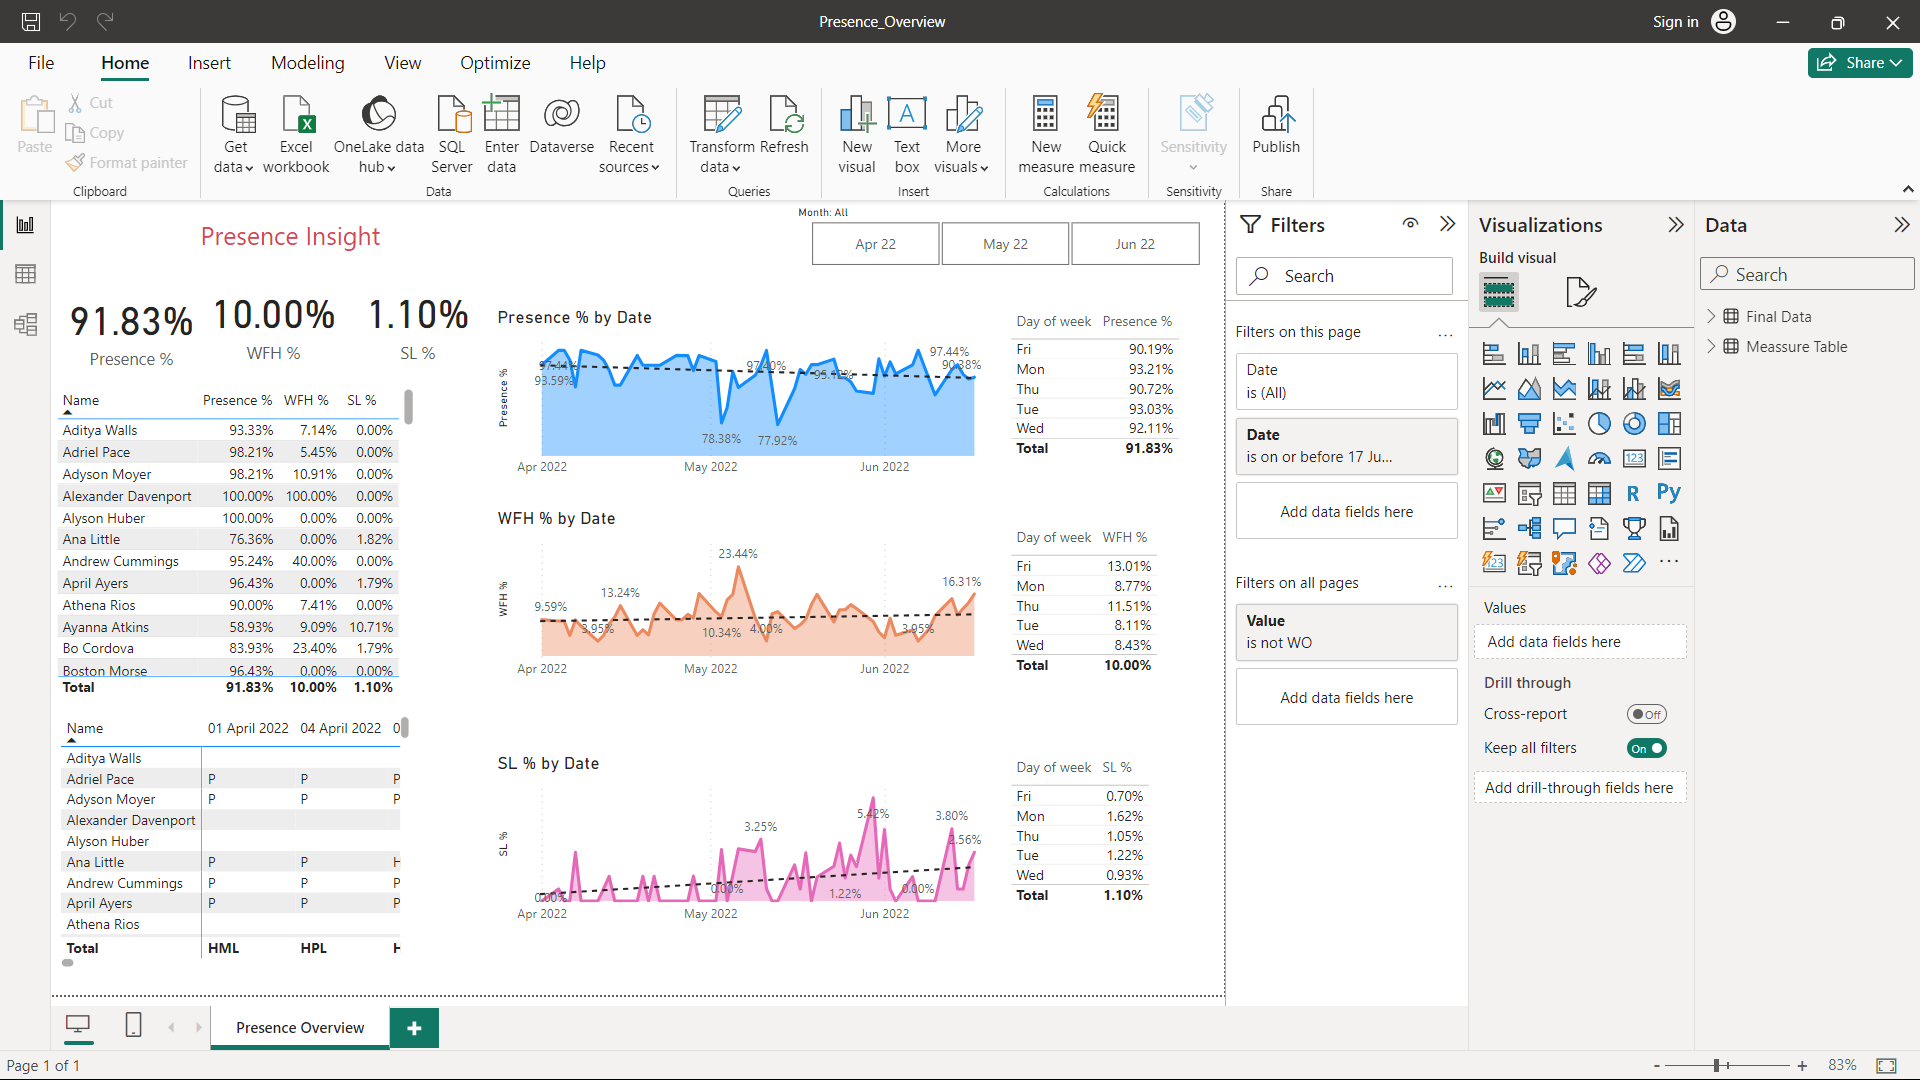 Presence_Overview
Sign in
File Home Insert Modeling View Optimize Help
Share
Paste
Cut
Copy
Format painter
Clipboard
Get data
Excel workbook
OneLake data hub
SQL Server
Enter data
Dataverse
Recent sources
Data
Transform data
Refresh
Queries
New visual
Text box
More visuals
Insert
New measure
Quick measure
Calculations
Sensitivity
Sensitivity
Publish
Share
Presence Insight
Month: All
Apr 22 May 22 Jun 22
91.83%
Presence %
10.00%
WFH %
1.10%
SL %
Name Presence % WFH % SL %
Aditya Walls 93.33% 7.14% 0.00%
Adriel Pace 98.21% 5.45% 0.00%
Adyson Moyer 98.21% 10.91% 0.00%
Alexander Davenport 100.00% 100.00% 0.00%
Alyson Huber 100.00% 0.00% 0.00%
Ana Little 76.36% 0.00% 1.82%
Andrew Cummings 95.24% 40.00% 0.00%
April Ayers 96.43% 0.00% 1.79%
Athena Rios 90.00% 7.41% 0.00%
Ayanna Atkins 58.93% 9.09% 10.71%
Bo Cordova 83.93% 23.40% 1.79%
Boston Morse 96.43% 0.00% 0.00%
Total 91.83% 10.00% 1.10%
Name 01 April 2022 04 April 2022 0
Aditya Walls
Adriel Pace P P P
Adyson Moyer P P P
Alexander Davenport
Alyson Huber
Ana Little P P H
Andrew Cummings P P P
April Ayers P P P
Athena Rios
Total HML HPL H
Presence % by Date
Presence %
97.44%
93.59%
97.40%
95.12%
97.44%
90.38%
78.38%
77.92%
Apr 2022 May 2022 Jun 2022
Day of week Presence %
Fri 90.19%
Mon 93.21%
Thu 90.72%
Tue 93.03%
Wed 92.11%
Total 91.83%
WFH % by Date
WFH %
9.59%
3.95%
13.24%
23.44%
10.34%
4.00%
3.95%
16.31%
Apr 2022 May 2022 Jun 2022
Day of week WFH %
Fri 13.01%
Mon 8.77%
Thu 11.51%
Tue 8.11%
Wed 8.43%
Total 10.00%
SL % by Date
SL %
0.00%
0.00%
3.25%
1.22%
5.42%
0.00%
3.80%
2.56%
Apr 2022 May 2022 Jun 2022
Day of week SL %
Fri 0.70%
Mon 1.62%
Thu 1.05%
Tue 1.22%
Wed 0.93%
Total 1.10%
Filters
Search
Filters on this page ...
Date
is (All)
Date
is on or before 17 Ju...
Add data fields here
Filters on all pages ...
Value
is not WO
Add data fields here
Visualizations
Build visual
123
R
Py
123
...
Values
Add data fields here
Drill through
Cross-report Off
Keep all filters On
Add drill-through fields here
Data
Search
Final Data
Meassure Table
Presence Overview
+
Page 1 of 1
- + 83%